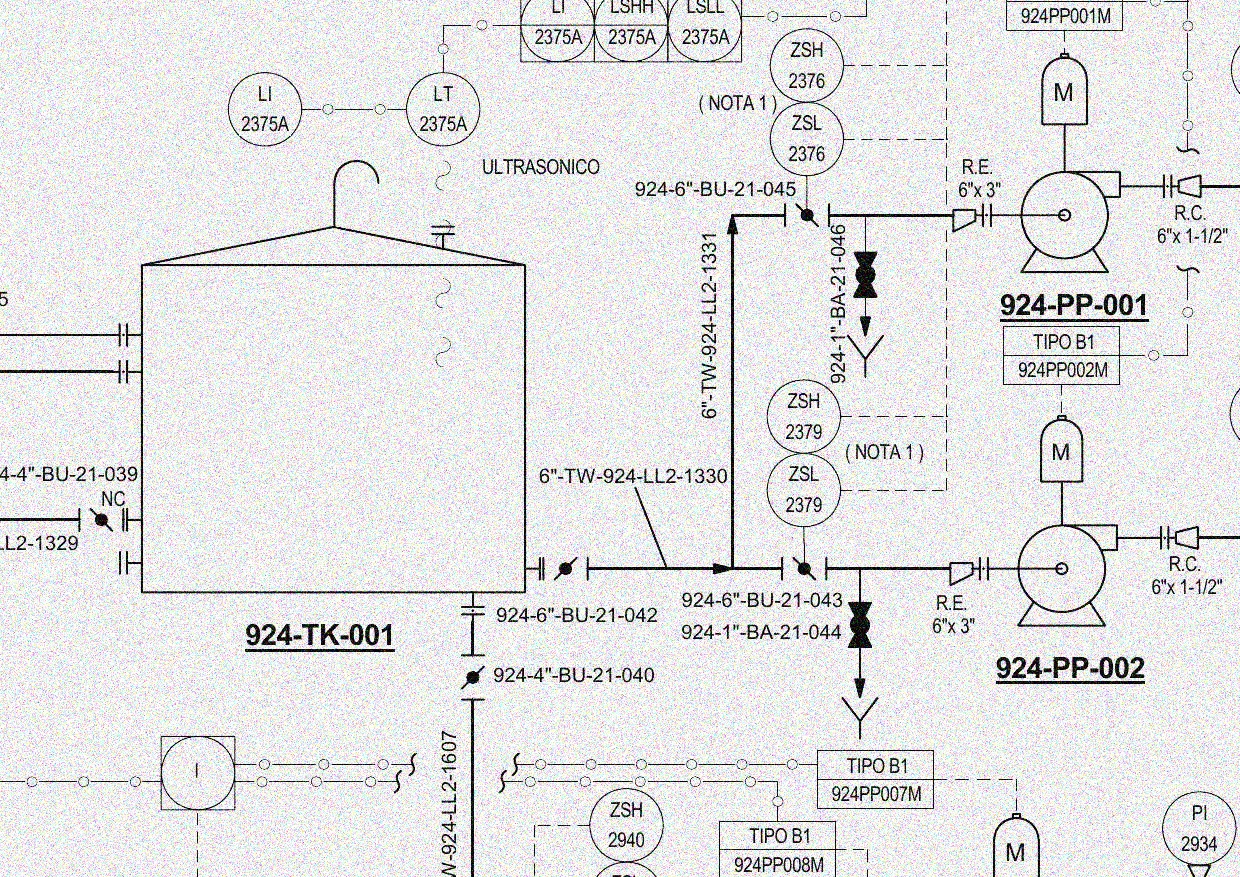 LI
2375A
LSHH
2375A
LSLL
2375A
924PP001M
ZSH
2376
( NOTA 1 )
ZSL
2376
M
LI
2375A
LT
2375A
ULTRASONICO
R.E.
6"x 3"
924-6"-BU-21-045
R.C.
6"x 1-1/2"
6"-TW-924-LL2-1331
924-1"-BA-21-046
924-PP-001
5
TIPO B1
924PP002M
ZSH
2379
( NOTA 1 )
ZSL
2379
M
4-4"-BU-21-039
NC
LL2-1329
6"-TW-924-LL2-1330
R.C.
6"x 1-1/2"
R.E.
6"x 3"
924-6"-BU-21-043
924-6"-BU-21-042
924-1"-BA-21-044
924-TK-001
924-PP-002
924-4"-BU-21-040
W-924-LL2-1607
I
TIPO B1
924PP007M
ZSH
2940
ZSL
TIPO B1
924PP008M
M
PI
2934